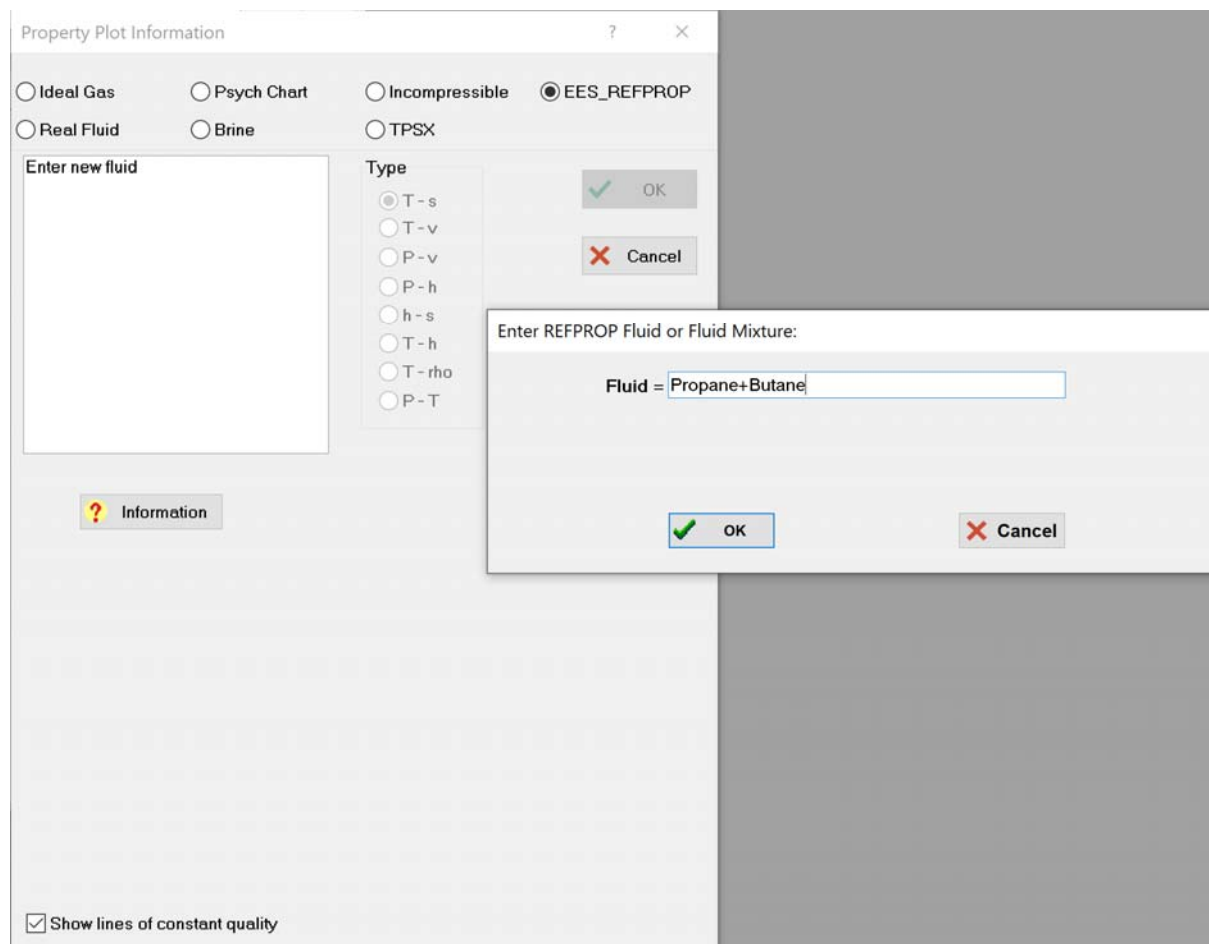 Property Plot Information ? ×
Ideal Gas Psych Chart Incompressible EES_REFPROP
Real Fluid Brine TPSX
Enter new fluid
Type
OK
T - s
T - v
P - v
Cancel
P - h
h - s
T - h
T - rho
P - T
Enter REFPROP Fluid or Fluid Mixture:
Fluid = Propane+Butane
OK Cancel
? Information
Show lines of constant quality